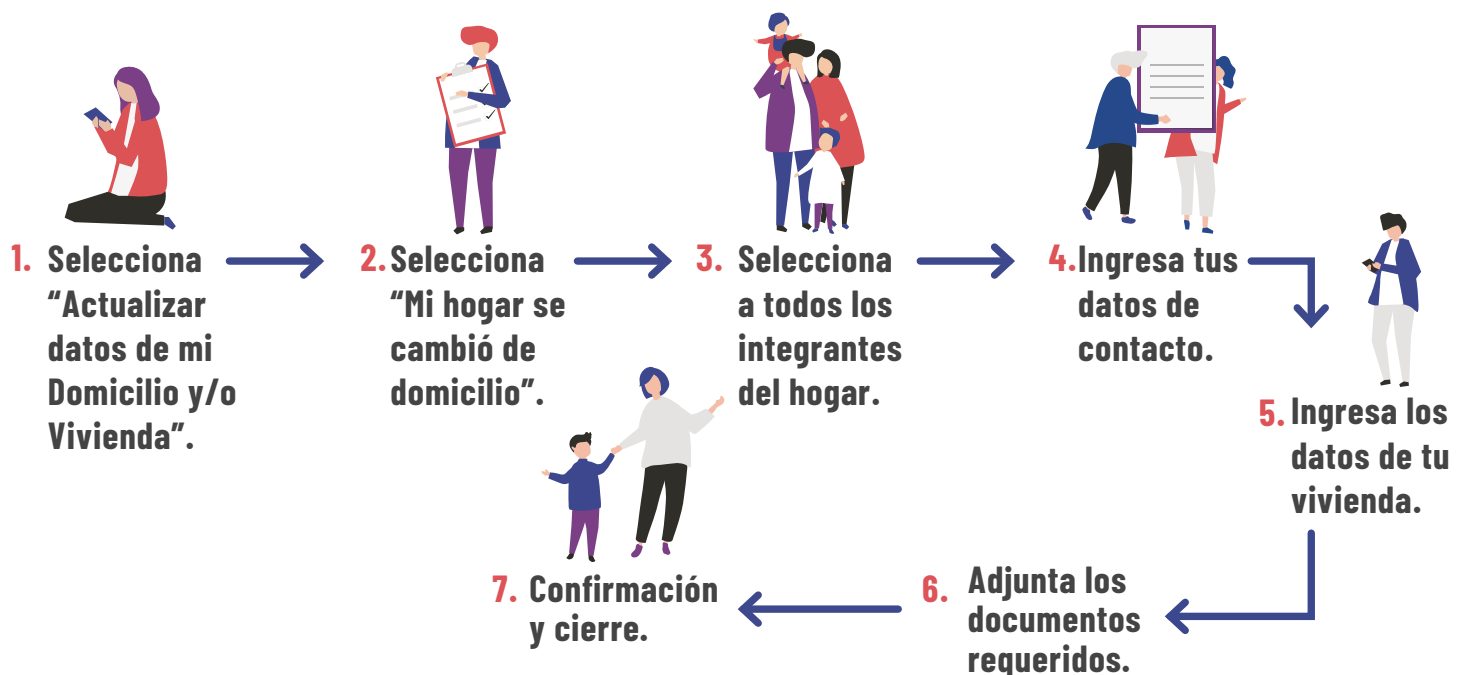 1. Selecciona
“Actualizar
datos de mi
Domicilio y/o
Vivienda”.
2. Selecciona
“Mi hogar se
cambió de
domicilio”.
3. Selecciona
a todos los
integrantes
del hogar.
4. Ingresa tus
datos de
contacto.
5. Ingresa los
datos de tu
vivienda.
6. Adjunta los
documentos
requeridos.
7. Confirmación
y cierre.